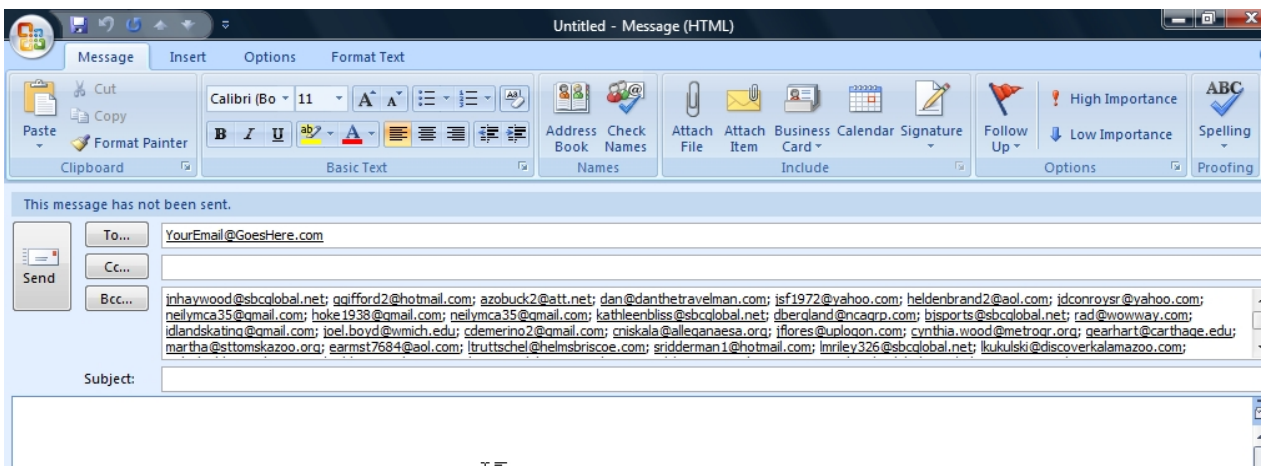 Untitled - Message (HTML)
Message Insert Options Format Text
Paste
Cut
Copy
Format Painter
Clipboard
Calibri (Bo 11
B I U ab A
Basic Text
Address Book
Check Names
Names
Attach File
Attach Item
Business Card
Calendar
Signature
Include
Follow Up
High Importance
Low Importance
Options
ABC
Spelling
Proofing
This message has not been sent.
Send
To... YourEmail@GoesHere.com
Cc...
Bcc... jnhaywood@sbcglobal.net; ggifford2@hotmail.com; azobuck2@att.net; dan@danthetravelman.com; jsf1972@yahoo.com; heldenbrand2@aol.com; jdconroysr@yahoo.com;
neilymca35@gmail.com; hoke1938@gmail.com; neilymca35@gmail.com; kathleenbliss@sbcglobal.net; dbergland@ncagrp.com; bjsports@sbcglobal.net; rad@wowway.com;
idlandskating@gmail.com; joel.boyd@wmich.edu; cdemerino2@gmail.com; cniskala@alleganaesa.org; jflores@uplogon.com; cynthia.wood@metrogr.org; gearhart@carthage.edu;
martha@sttomskazoo.org; earmst7684@aol.com; ltruttschel@helmsbriscoe.com; sridderman1@hotmail.com; lmriley326@sbcglobal.net; lkukulski@discoverkalamazoo.com;
Subject: